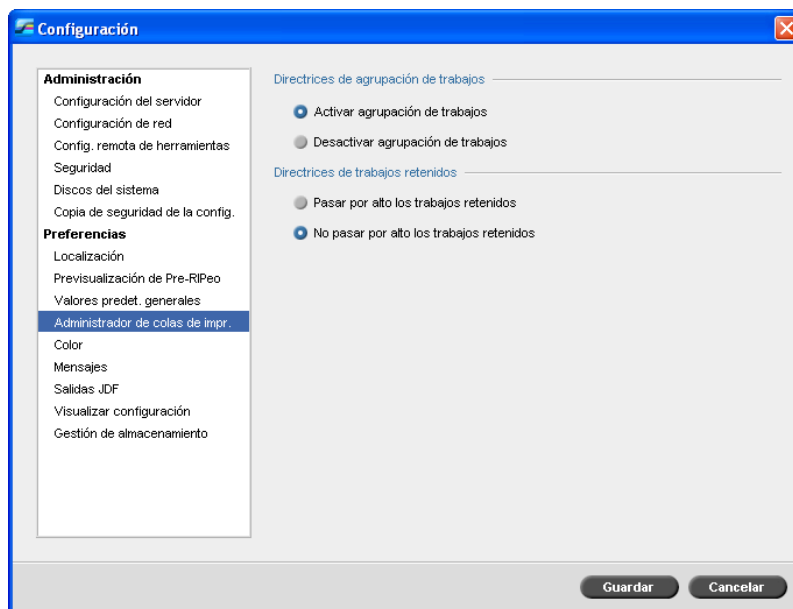 Configuración
Administración
Configuración del servidor
Configuración de red
Config. remota de herramientas
Seguridad
Discos del sistema
Copia de seguridad de la config.
Preferencias
Localización
Previsualización de Pre-RIPeo
Valores predet. generales
Administrador de colas de impr.
Color
Mensajes
Salidas JDF
Visualizar configuración
Gestión de almacenamiento
Directrices de agrupación de trabajos
Activar agrupación de trabajos
Desactivar agrupación de trabajos
Directrices de trabajos retenidos
Pasar por alto los trabajos retenidos
No pasar por alto los trabajos retenidos
Guardar
Cancelar